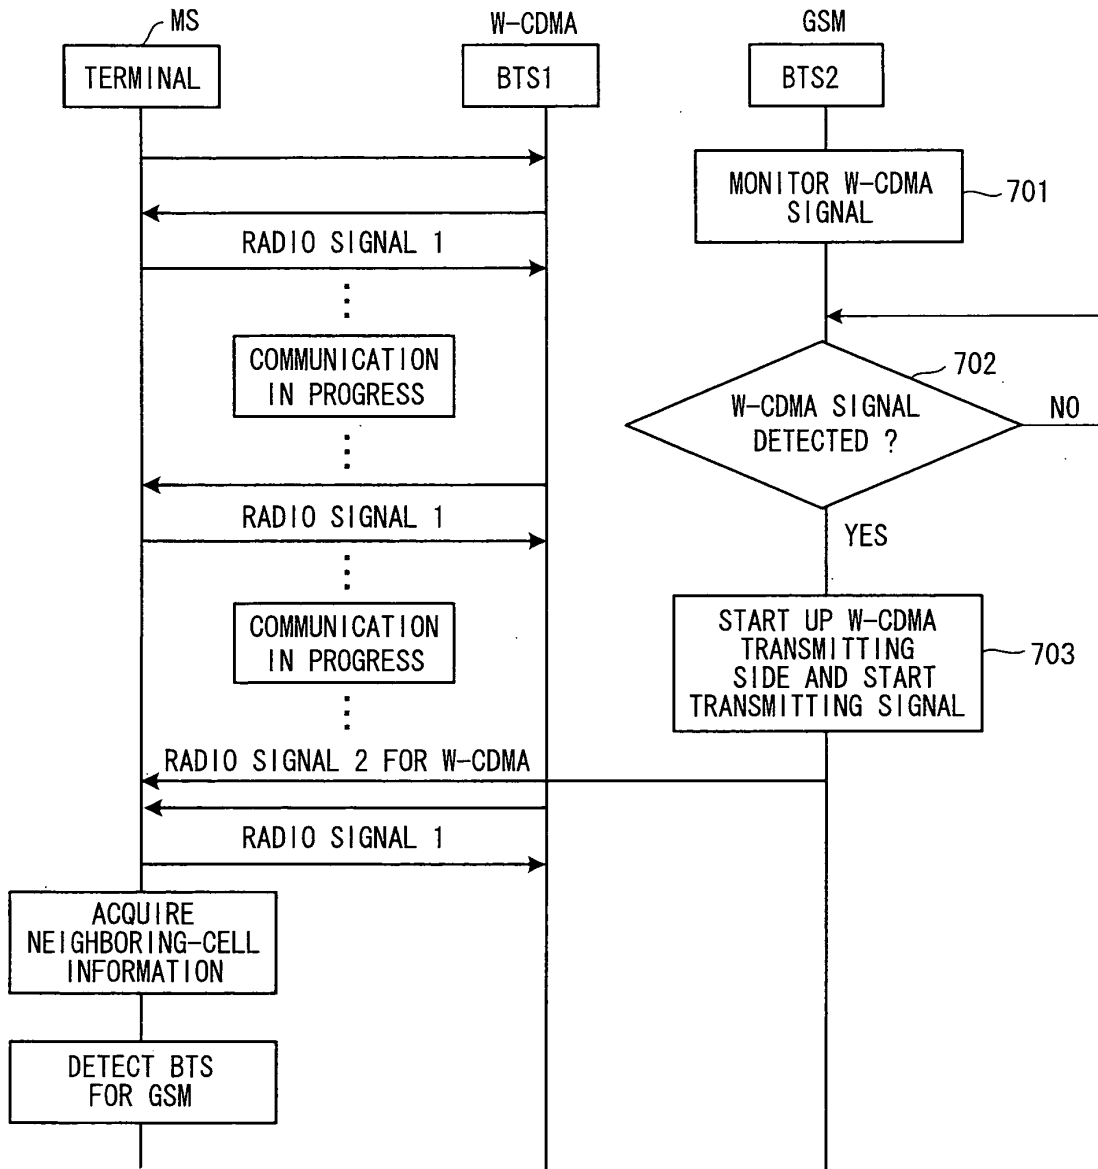 MS
W-CDMA
GSM
TERMINAL
BTS1
BTS2
MONITOR W-CDMA
SIGNAL
701
RADIO SIGNAL 1
COMMUNICATION
IN PROGRESS
702
W-CDMA SIGNAL
DETECTED ?
NO
RADIO SIGNAL 1
YES
COMMUNICATION
IN PROGRESS
START UP W-CDMA
TRANSMITTING
SIDE AND START
TRANSMITTING SIGNAL
703
RADIO SIGNAL 2 FOR W-CDMA
RADIO SIGNAL 1
ACQUIRE
NEIGHBORING-CELL
INFORMATION
DETECT BTS
FOR GSM